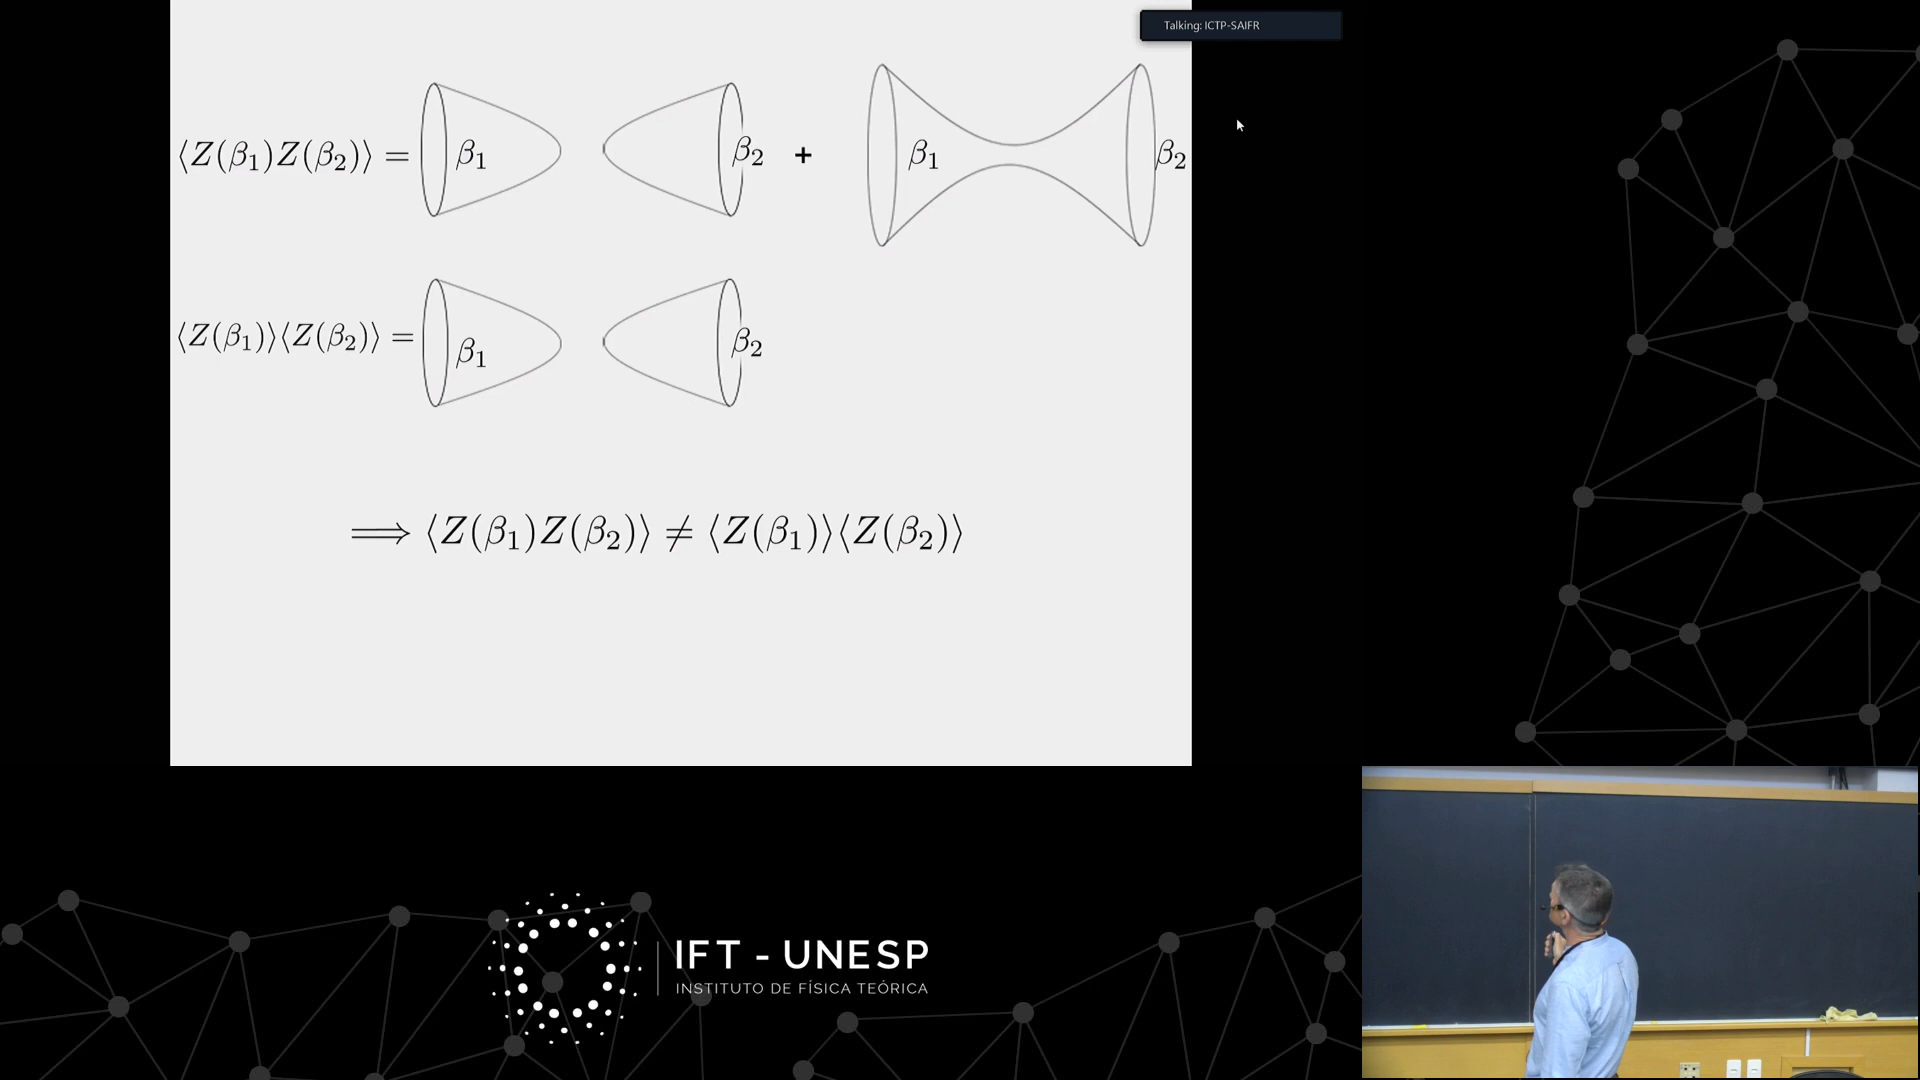 Talking: ICTP-SAIFR
⟨Z(β₁)Z(β₂)⟩ = β₁ β₂ + β₁ β₂
⟨Z(β₁)⟩⟨Z(β₂)⟩ = β₁ β₂
⟹ ⟨Z(β₁)Z(β₂)⟩ ≠ ⟨Z(β₁)⟩⟨Z(β₂)⟩
IFT - UNESP
INSTITUTO DE FÍSICA TEÓRICA